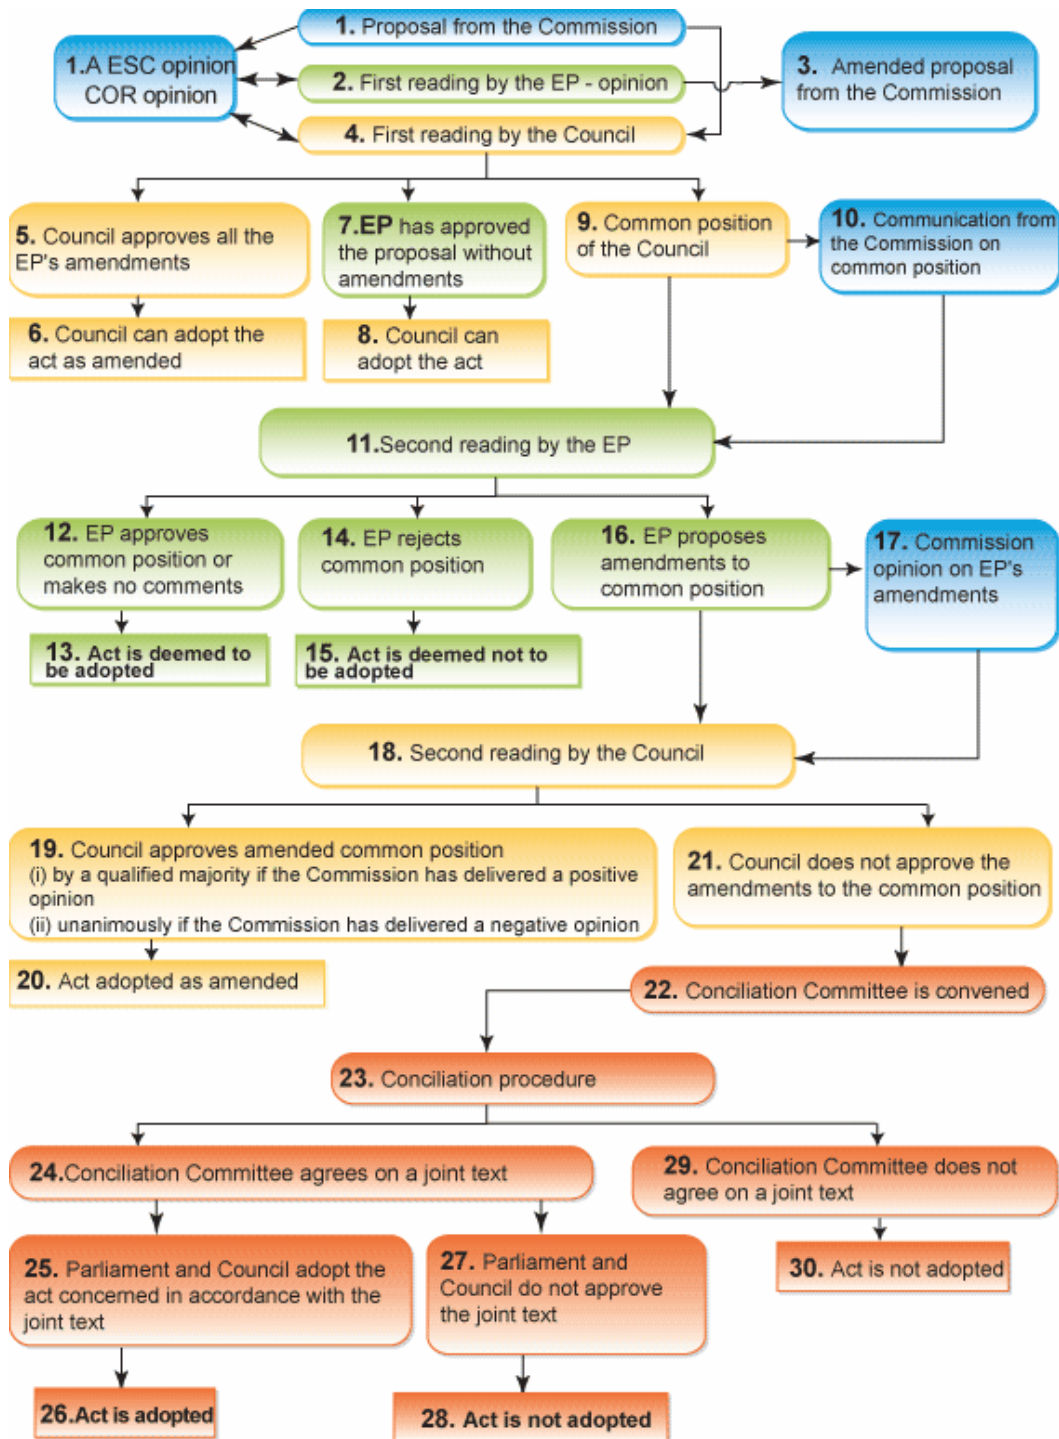 1. Proposal from the Commission
1.A ESC opinion
COR opinion
2. First reading by the EP - opinion
3. Amended proposal
from the Commission
4. First reading by the Council
5. Council approves all the
EP's amendments
7.EP has approved
the proposal without
amendments
9. Common position
of the Council
10. Communication from
the Commission on
common position
6. Council can adopt the
act as amended
8. Council can
adopt the act
11.Second reading by the EP
12. EP approves
common position or
makes no comments
14. EP rejects
common position
16. EP proposes
amendments to
common position
17. Commission
opinion on EP's
amendments
13. Act is deemed to
be adopted
15. Act is deemed not to
be adopted
18. Second reading by the Council
19. Council approves amended common position
(i) by a qualified majority if the Commission has delivered a positive
opinion
(ii) unanimously if the Commission has delivered a negative opinion
21. Council does not approve the
amendments to the common position
20. Act adopted as amended
22. Conciliation Committee is convened
23. Conciliation procedure
24.Conciliation Committee agrees on a joint text
29. Conciliation Committee does not
agree on a joint text
25. Parliament and Council adopt the
act concerned in accordance with the
joint text
27. Parliament and
Council do not approve
the joint text
30. Act is not adopted
26.Act is adopted
28. Act is not adopted